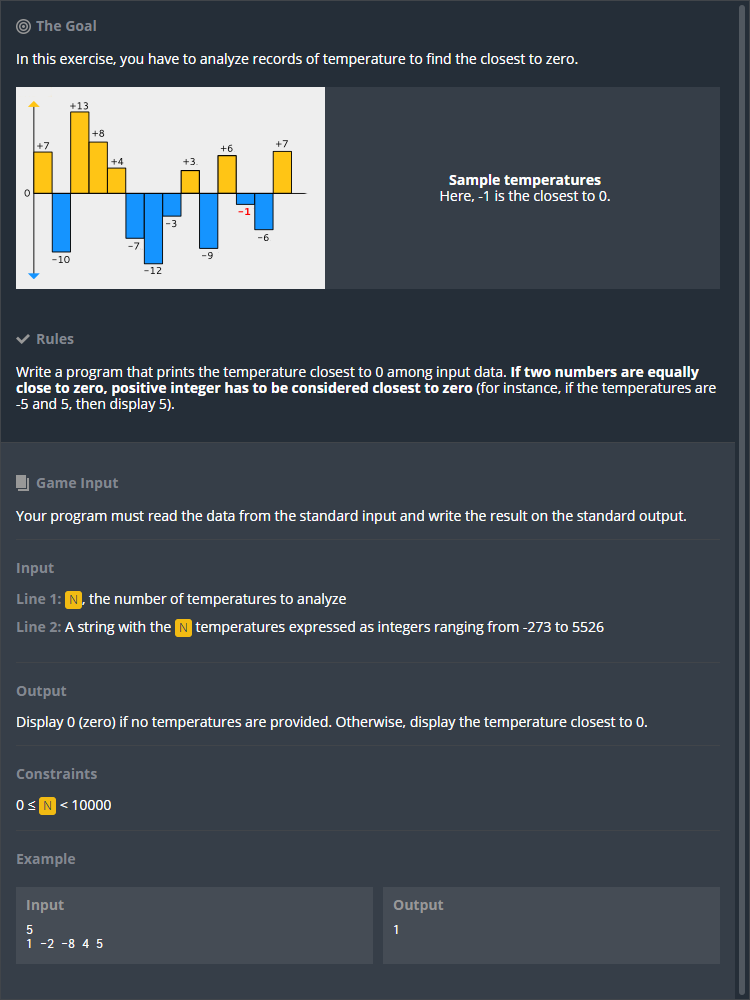 The Goal
In this exercise, you have to analyze records of temperature to find the closest to zero.
+13
+8
+7
+4
+3
+6
+7
0
-10
-7
-12
-3
-9
-1
-6
Sample temperatures
Here, -1 is the closest to 0.
Rules
Write a program that prints the temperature closest to 0 among input data. If two numbers are equally
close to zero, positive integer has to be considered closest to zero (for instance, if the temperatures are
-5 and 5, then display 5).
Game Input
Your program must read the data from the standard input and write the result on the standard output.
Input
Line 1: N, the number of temperatures to analyze
Line 2: A string with the N temperatures expressed as integers ranging from -273 to 5526
Output
Display 0 (zero) if no temperatures are provided. Otherwise, display the temperature closest to 0.
Constraints
0 ≤ N < 10000
Example
Input
5
1 -2 -8 4 5
Output
1